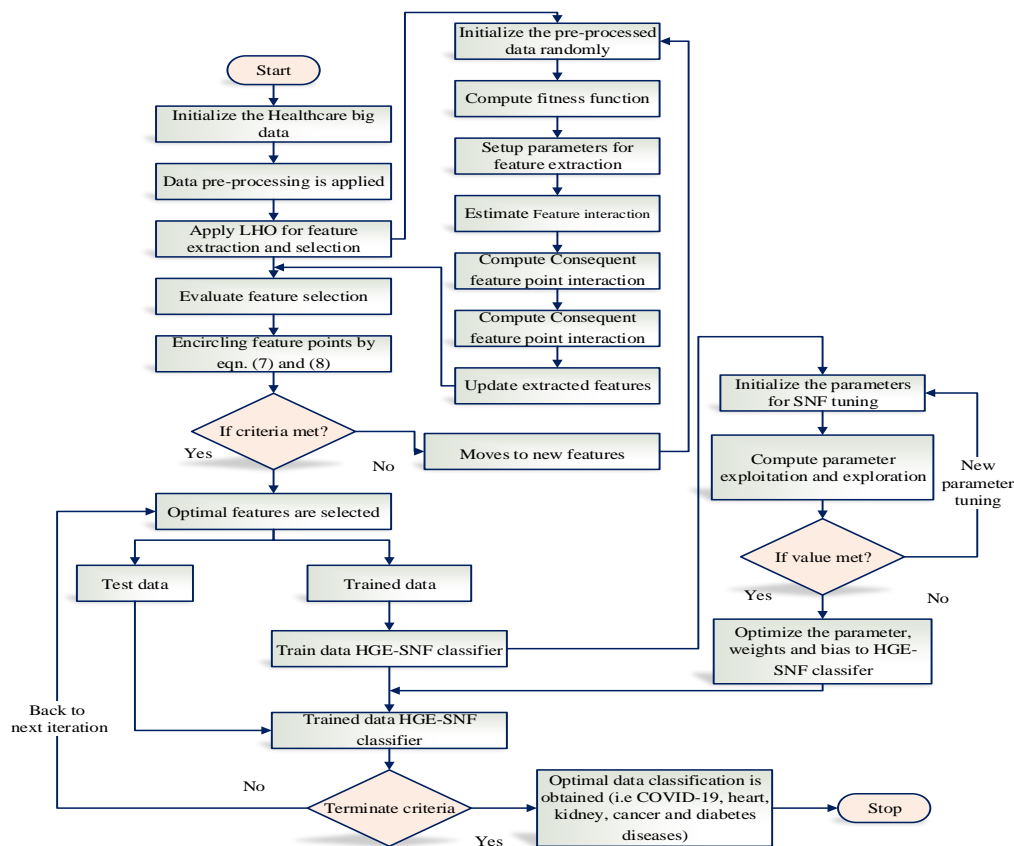 Start
Initialize the Healthcare big
data
Data pre-processing is applied
Apply LHO for feature
extraction and selection
Evaluate feature selection
Encircling feature points by
eqn. (7) and (8)
If criteria met?
Yes
No
Moves to new features
Initialize the pre-processed
data randomly
Compute fitness function
Setup parameters for
feature extraction
Estimate Feature interaction
Compute Consequent
feature point interaction
Compute Consequent
feature point interaction
Update extracted features
Optimal features are selected
Test data
Trained data
Train data HGE-SNF classifier
Initialize the parameters
for SNF tuning
Compute parameter
exploitation and exploration
New
parameter
tuning
If value met?
Yes
No
Optimize the parameter,
weights and bias to HGE-
SNF classifer
Trained data HGE-SNF
classifier
Back to
next iteration
No
Terminate criteria
Yes
Optimal data classification is
obtained (i.e COVID-19, heart,
kidney, cancer and diabetes
diseases)
Stop